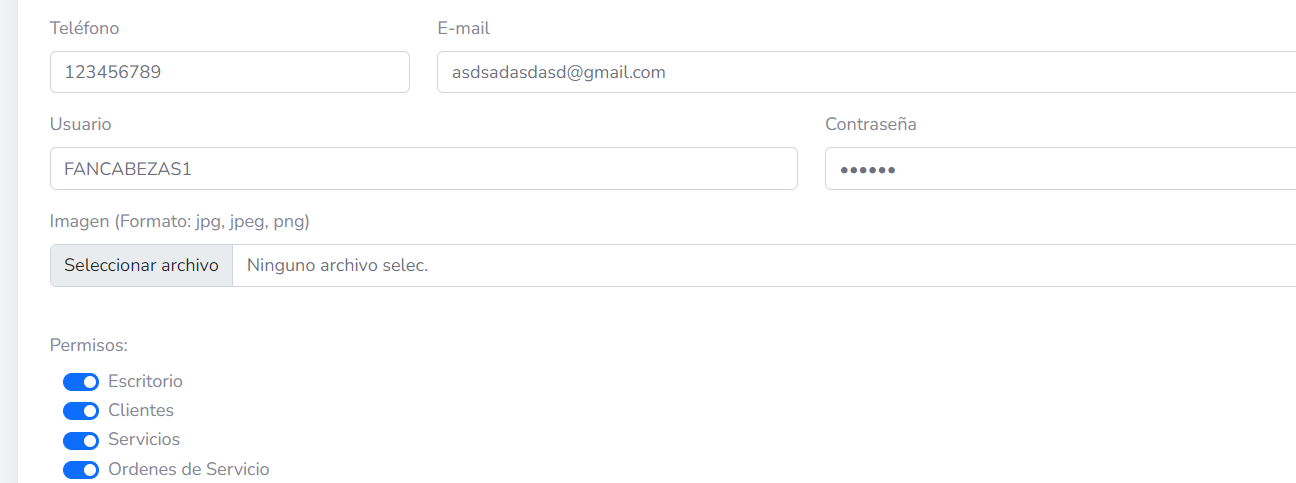 Teléfono E-mail
123456789 asdsadasdasd@gmail.com
Usuario Contraseña
FANCABEZAS1 ••••••
Imagen (Formato: jpg, jpeg, png)
Seleccionar archivo Ninguno archivo selec.
Permisos:
Escritorio
Clientes
Servicios
Ordenes de Servicio